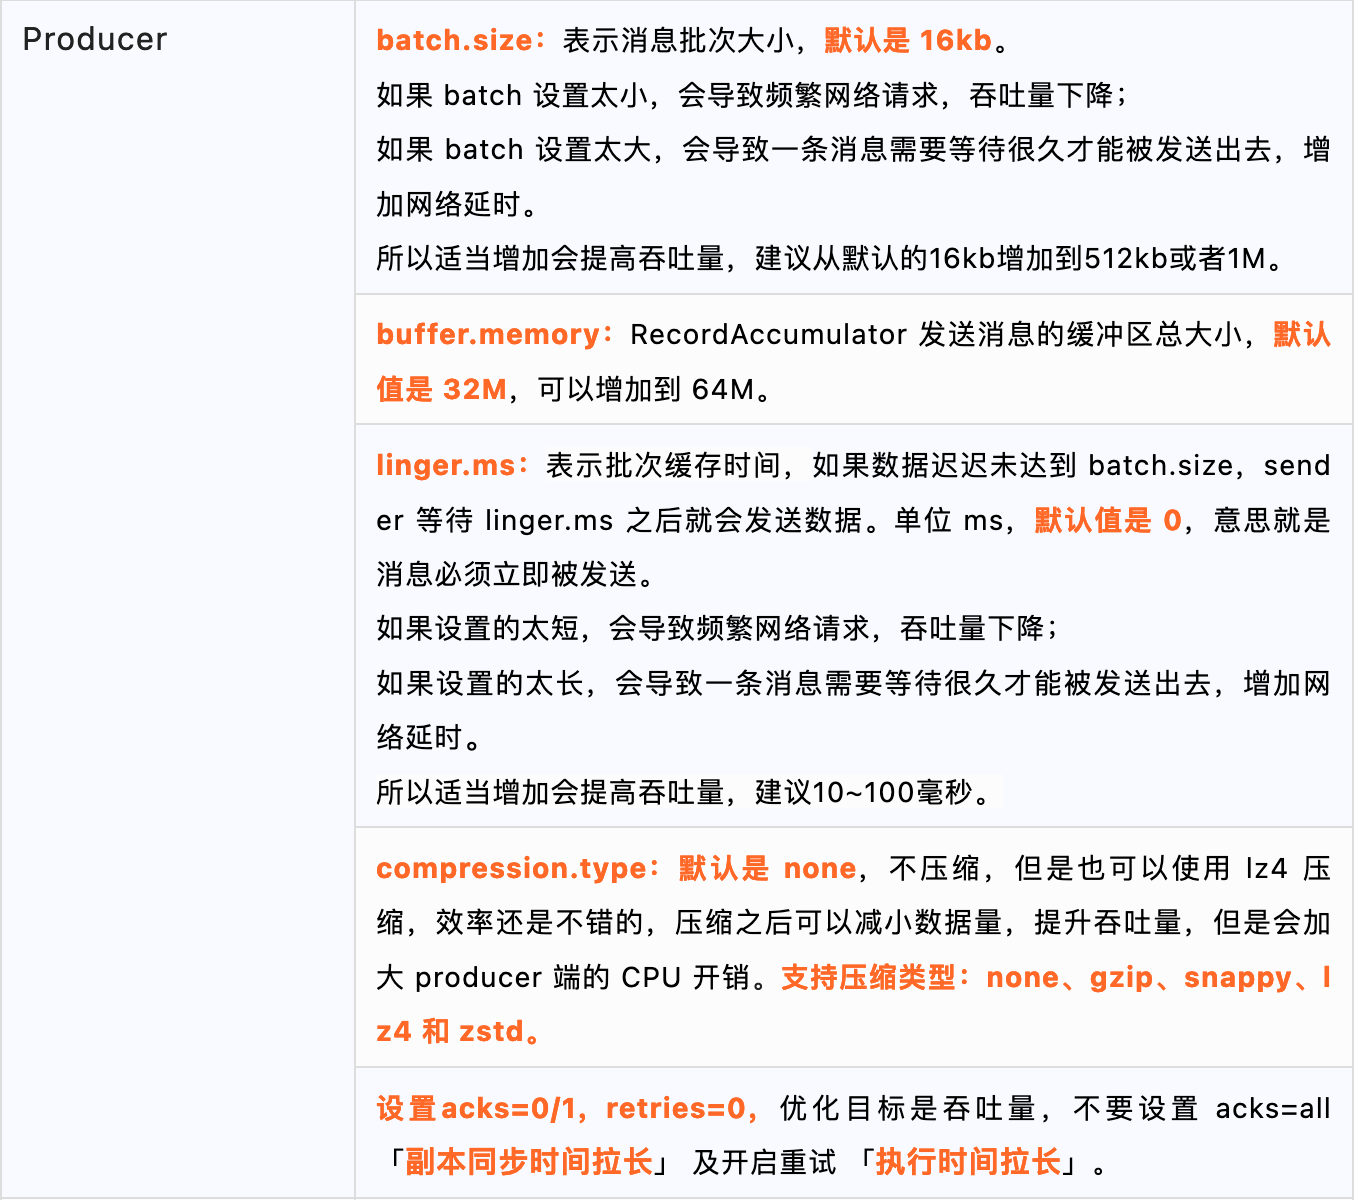 Producer
batch.size：表示消息批次大小，默认是 16kb。
如果 batch 设置太小，会导致频繁网络请求，吞吐量下降；
如果 batch 设置太大，会导致一条消息需要等待很久才能被发送出去，增
加网络延时。
所以适当增加会提高吞吐量，建议从默认的16kb增加到512kb或者1M。
buffer.memory：RecordAccumulator 发送消息的缓冲区总大小，默认
值是 32M，可以增加到 64M。
linger.ms：表示批次缓存时间，如果数据迟迟未达到 batch.size，send
er 等待 linger.ms 之后就会发送数据。单位 ms，默认值是 0，意思就是
消息必须立即被发送。
如果设置的太短，会导致频繁网络请求，吞吐量下降；
如果设置的太长，会导致一条消息需要等待很久才能被发送出去，增加网
络延时。
所以适当增加会提高吞吐量，建议10~100毫秒。
compression.type：默认是 none，不压缩，但是也可以使用 lz4 压
缩，效率还是不错的，压缩之后可以减小数据量，提升吞吐量，但是会加
大 producer 端的 CPU 开销。支持压缩类型：none、gzip、snappy、l
z4 和 zstd。
设置acks=0/1，retries=0，优化目标是吞吐量，不要设置 acks=all
「副本同步时间拉长」 及开启重试 「执行时间拉长」。